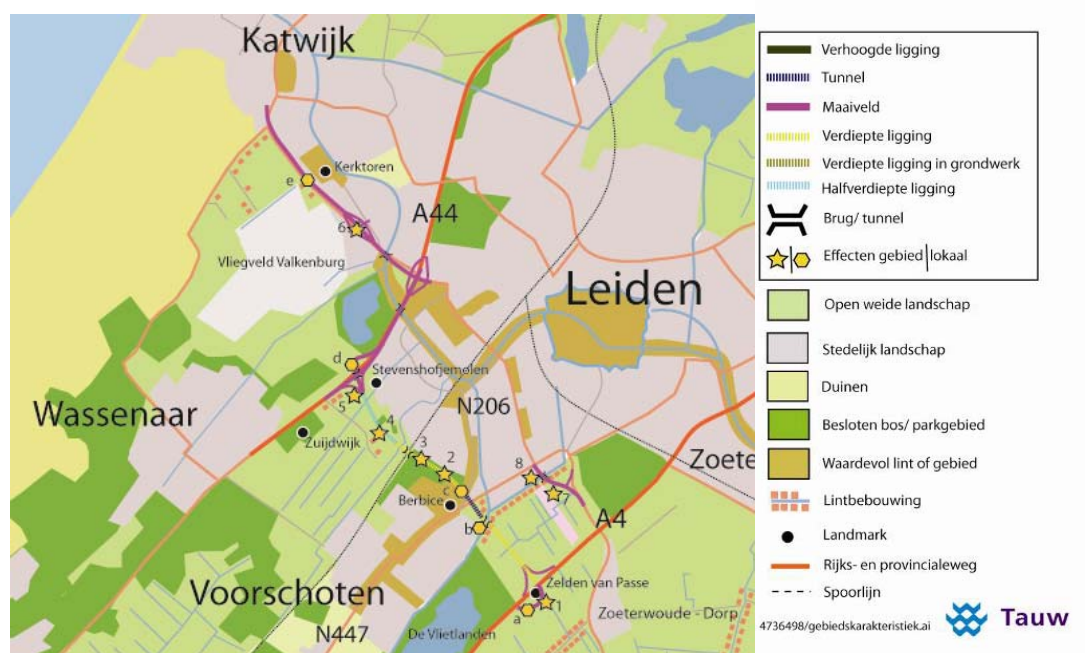 Katwijk
Kerktoren
e
A44
6
Vliegveld Valkenburg
Leiden
d
Stevenshofjemolen
5
Wassenaar
N206
4
Zuijdwijk
3
2
8
Zoete
c
7
Berbice
b
A4
Voorschoten
Zelden van Passe
1
a
Zoeterwoude - Dorp
N447
De Vlietlanden
Verhoogde ligging
Tunnel
Maaiveld
Verdiepte ligging
Verdiepte ligging in grondwerk
Halfverdiepte ligging
Brug/ tunnel
Effecten gebied | lokaal
Open weide landschap
Stedelijk landschap
Duinen
Besloten bos/ parkgebied
Waardevol lint of gebied
Lintbebouwing
Landmark
Rijks- en provincialeweg
Spoorlijn
4736498/gebiedskarakteristiek.ai
Tauw